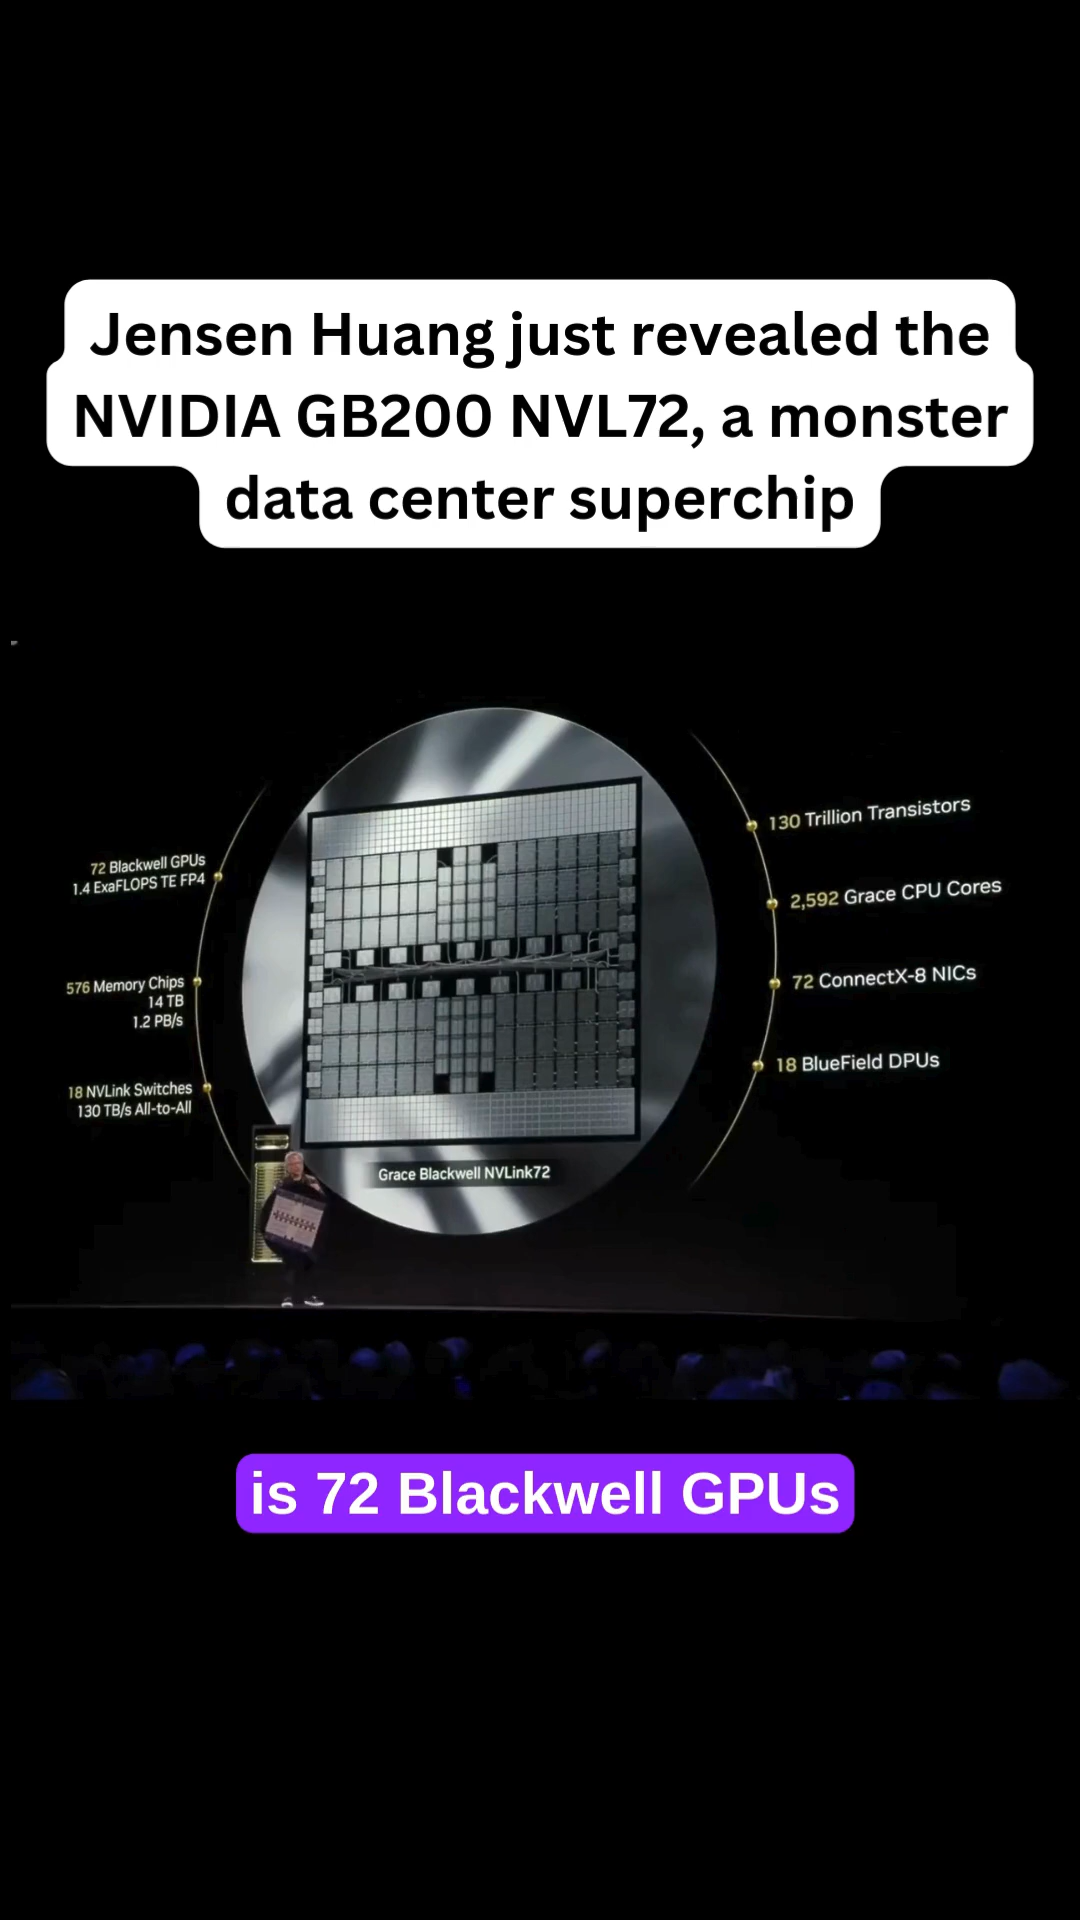 Jensen Huang just revealed the
NVIDIA GB200 NVL72, a monster
data center superchip
72 Blackwell GPUs
1.4 ExaFLOPS TE FP4
576 Memory Chips
14 TB
1.2 PB/s
18 NVLink Switches
130 TB/s All-to-All
130 Trillion Transistors
2,592 Grace CPU Cores
72 ConnectX-8 NICs
18 BlueField DPUs
Grace Blackwell NVLink72
is 72 Blackwell GPUs